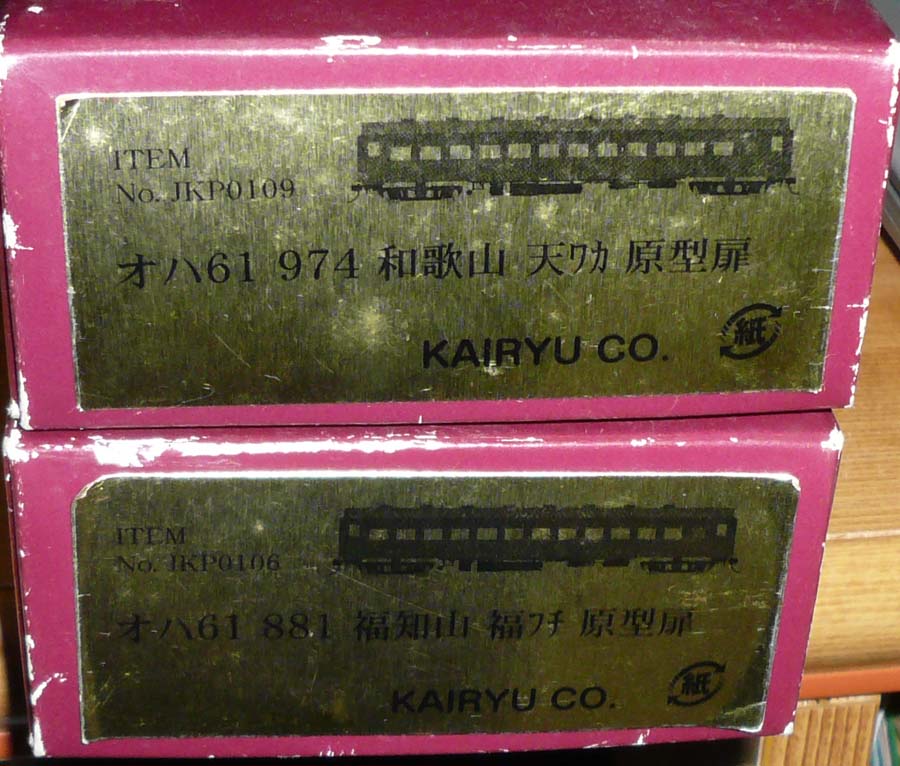 ITEM
No. JKP0109
オハ61 974 和歌山 天ワカ 原型扉
KAIRYU CO.
紙
ITEM
No. JKP0106
オハ61 881 福知山 福フチ 原型扉
KAIRYU CO.
紙